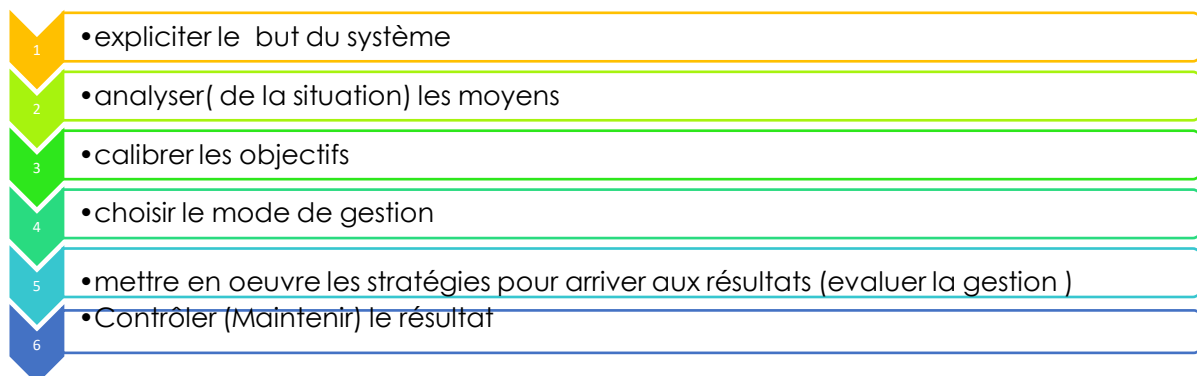 1 •expliciter le but du système
2 •analyser( de la situation) les moyens
3 •calibrer les objectifs
4 •choisir le mode de gestion
5 •mettre en oeuvre les stratégies pour arriver aux résultats (evaluer la gestion )
6 •Contrôler (Maintenir) le résultat